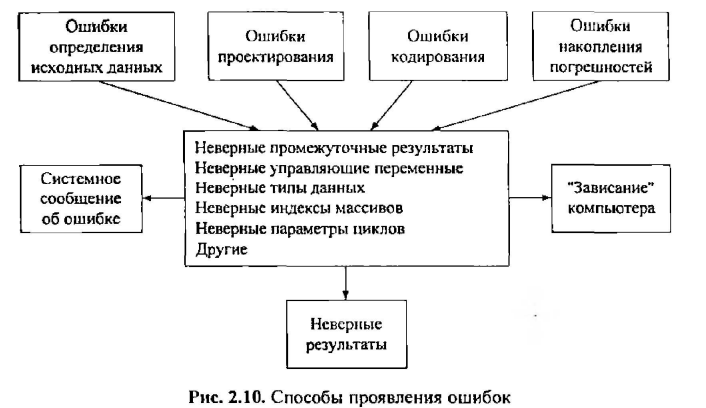 Ошибки
определения
исходных данных
Ошибки
проектирования
Ошибки
кодирования
Ошибки
накопления
погрешностей
Неверные промежуточные результаты
Неверные управляющие переменные
Неверные типы данных
Неверные индексы массивов
Неверные параметры циклов
Другие
Системное
сообщение
об ошибке
"Зависание"
компьютера
Неверные
результаты
Рис. 2.10. Способы проявления ошибок